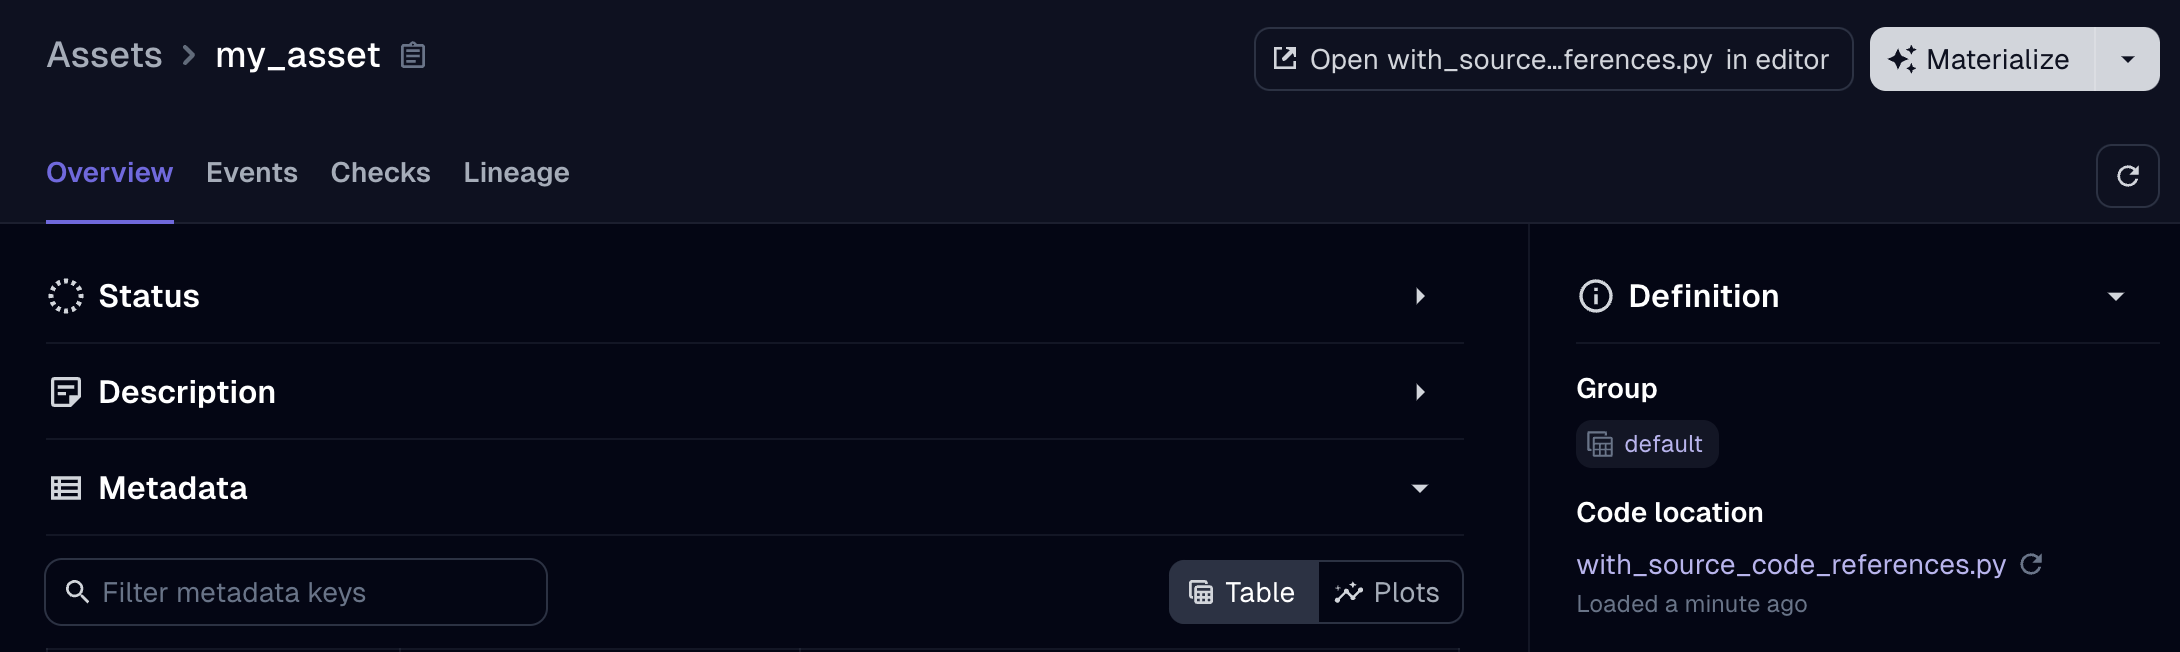 Assets > my_asset
Open with_source...ferences.py in editor
Materialize
Overview Events Checks Lineage
Status
Description
Metadata
Filter metadata keys
Table Plots
Definition
Group
default
Code location
with_source_code_references.py
Loaded a minute ago